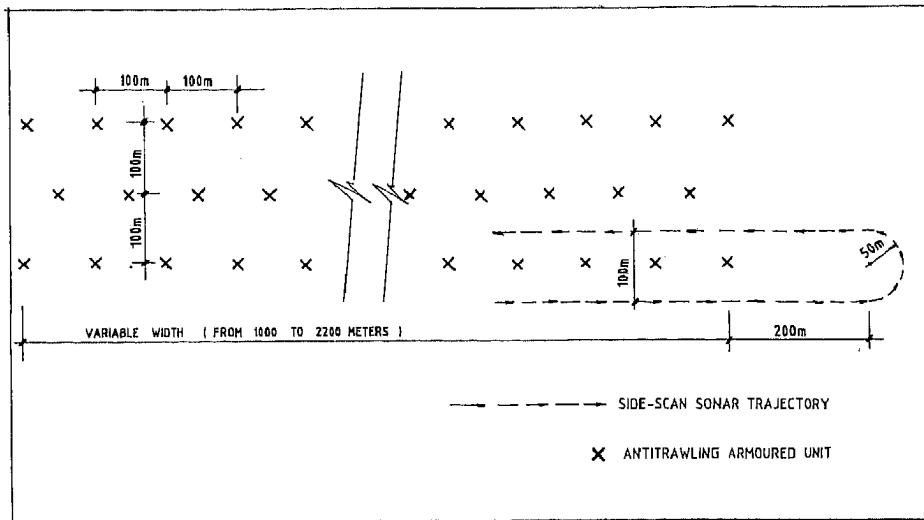 100m 100m
100m
100m
100m
50m
VARIABLE WIDTH ( FROM 1000 TO 2200 METERS )
200m
SIDE-SCAN SONAR TRAJECTORY
ANTITRAWLING ARMOURED UNIT